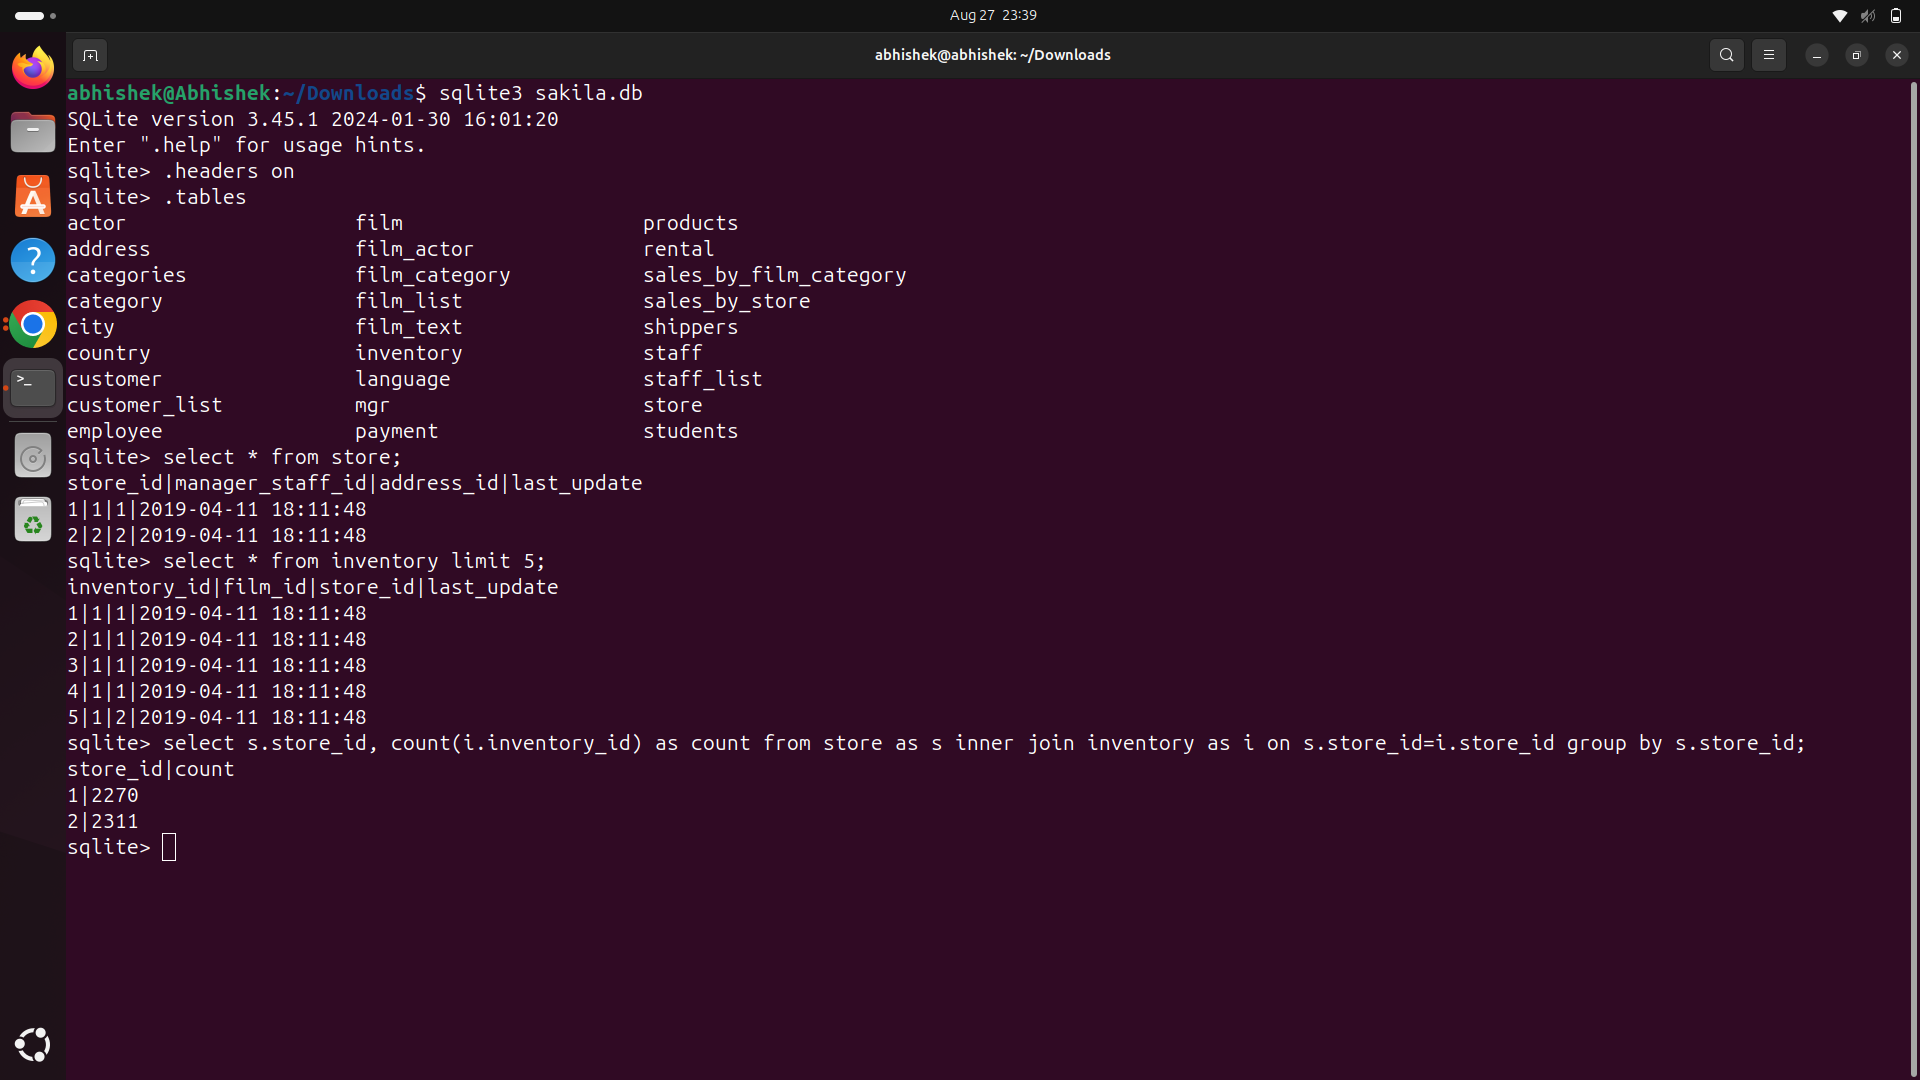 Aug 27 23:39
abhishek@abhishek: ~/Downloads
abhishek@Abhishek:~/Downloads$ sqlite3 sakila.db
SQLite version 3.45.1 2024-01-30 16:01:20
Enter ".help" for usage hints.
sqlite> .headers on
sqlite> .tables
actor film products
address film_actor rental
categories film_category sales_by_film_category
category film_list sales_by_store
city film_text shippers
country inventory staff
customer language staff_list
customer_list mgr store
employee payment students
sqlite> select * from store;
store_id|manager_staff_id|address_id|last_update
1|1|1|2019-04-11 18:11:48
2|2|2|2019-04-11 18:11:48
sqlite> select * from inventory limit 5;
inventory_id|film_id|store_id|last_update
1|1|1|2019-04-11 18:11:48
2|1|1|2019-04-11 18:11:48
3|1|1|2019-04-11 18:11:48
4|1|1|2019-04-11 18:11:48
5|1|2|2019-04-11 18:11:48
sqlite> select s.store_id, count(i.inventory_id) as count from store as s inner join inventory as i on s.store_id=i.store_id group by s.store_id;
store_id|count
1|2270
2|2311
sqlite>